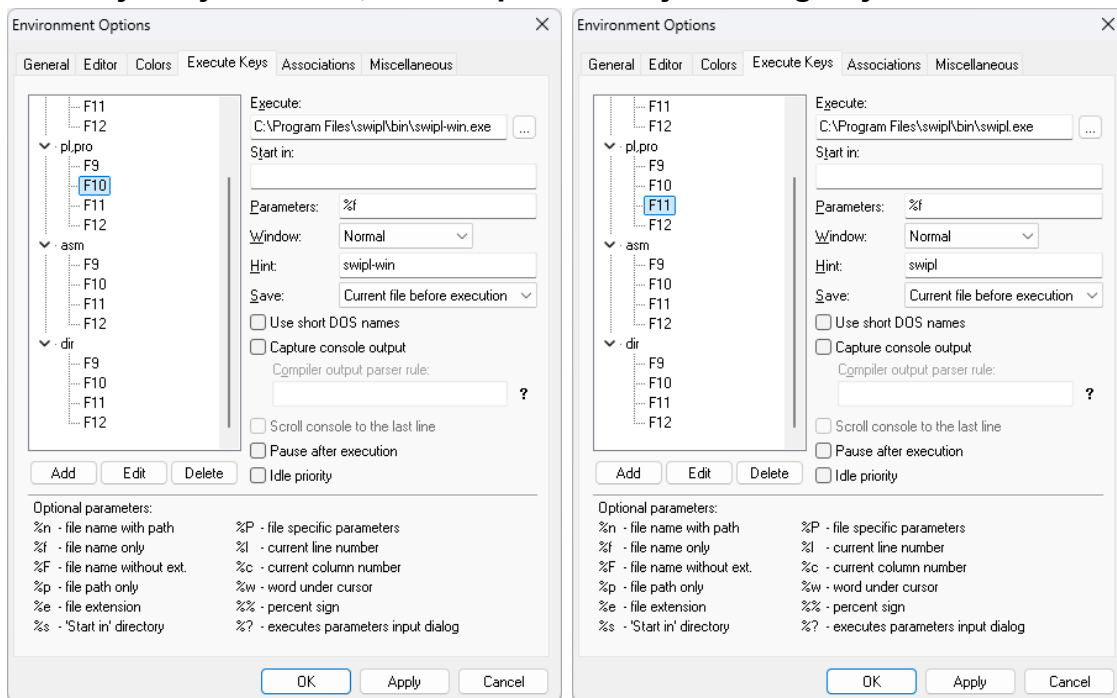 Environment Options
General Editor Colors Execute Keys Associations Miscellaneous
F11
F12
pl,pro
F9
F10
F11
F12
asm
F9
F10
F11
F12
dir
F9
F10
F11
F12
Add Edit Delete
Execute:
C:\Program Files\swipl\bin\swipl-win.exe ...
Start in:
Parameters: %f
Window: Normal
Hint: swipl-win
Save: Current file before execution
Use short DOS names
Capture console output
Compiler output parser rule:
?
Scroll console to the last line
Pause after execution
Idle priority
Optional parameters:
%n - file name with path %P - file specific parameters
%f - file name only %l - current line number
%F - file name without ext. %c - current column number
%p - file path only %w - word under cursor
%e - file extension %% - percent sign
%s - 'Start in' directory %? - executes parameters input dialog
OK Apply Cancel
Environment Options
General Editor Colors Execute Keys Associations Miscellaneous
F11
F12
pl,pro
F9
F10
F11
F12
asm
F9
F10
F11
F12
dir
F9
F10
F11
F12
Add Edit Delete
Execute:
C:\Program Files\swipl\bin\swipl.exe ...
Start in:
Parameters: %f
Window: Normal
Hint: swipl
Save: Current file before execution
Use short DOS names
Capture console output
Compiler output parser rule:
?
Scroll console to the last line
Pause after execution
Idle priority
Optional parameters:
%n - file name with path %P - file specific parameters
%f - file name only %l - current line number
%F - file name without ext. %c - current column number
%p - file path only %w - word under cursor
%e - file extension %% - percent sign
%s - 'Start in' directory %? - executes parameters input dialog
OK Apply Cancel